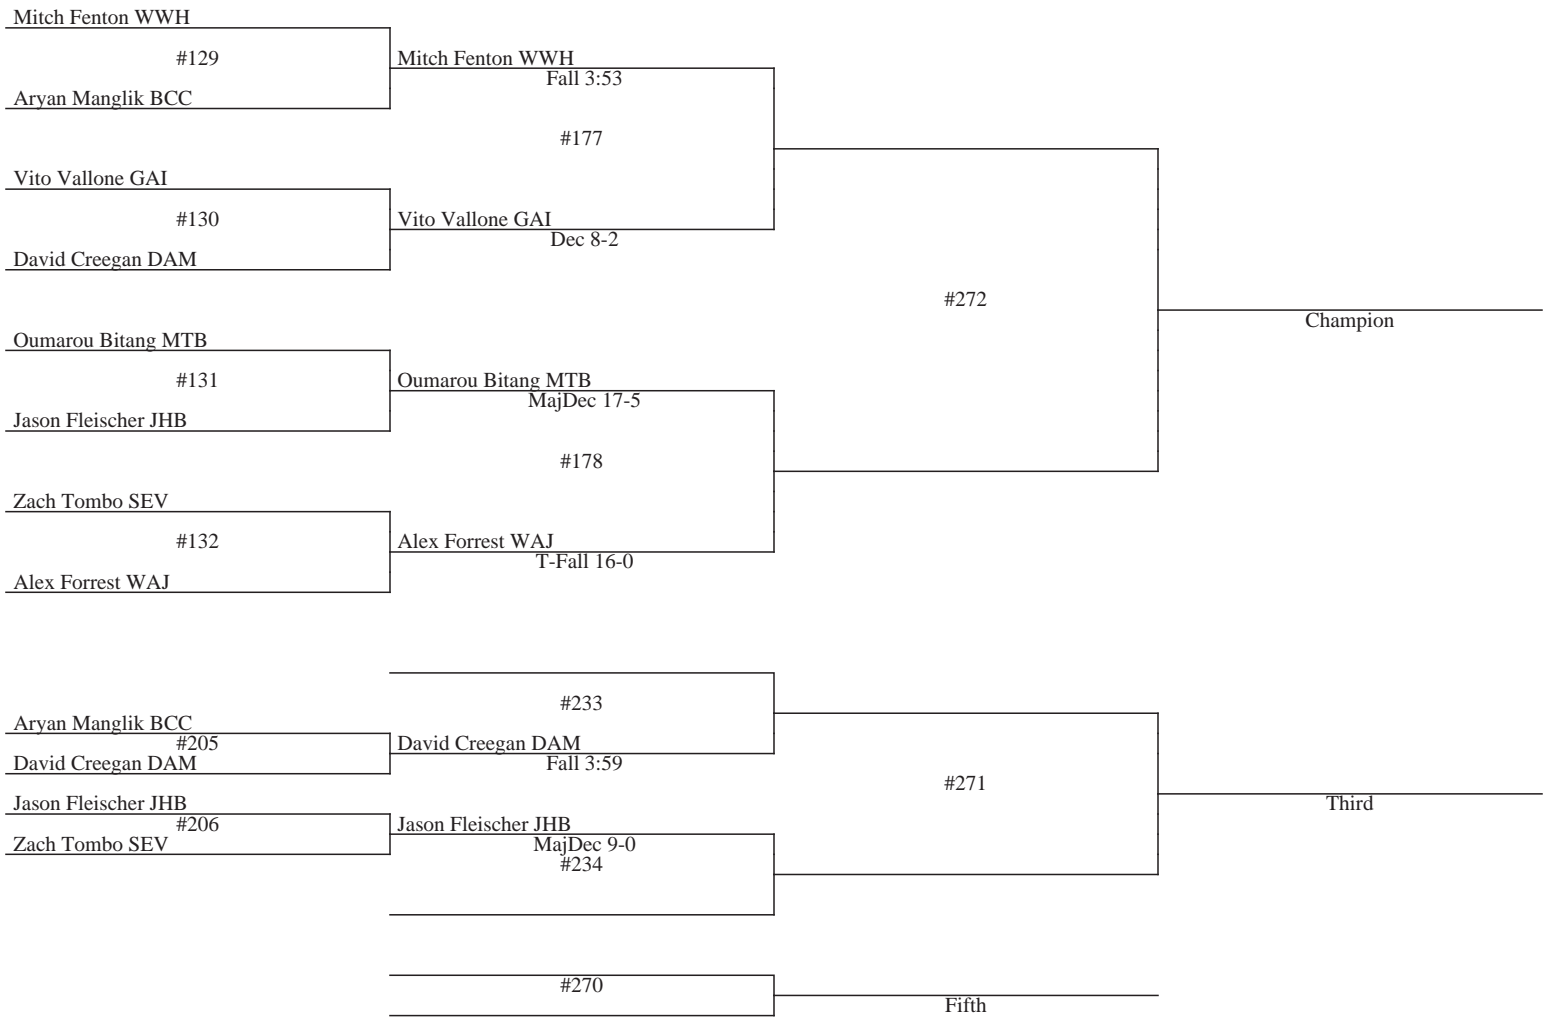 Mitch Fenton WWH
#129
Mitch Fenton WWH
Fall 3:53
Aryan Manglik BCC
#177
Vito Vallone GAI
#130
Vito Vallone GAI
Dec 8-2
David Creegan DAM
#272
Champion
Oumarou Bitang MTB
#131
Oumarou Bitang MTB
MajDec 17-5
Jason Fleischer JHB
#178
Zach Tombo SEV
#132
Alex Forrest WAJ
T-Fall 16-0
Alex Forrest WAJ
#233
Aryan Manglik BCC
#205
David Creegan DAM
Fall 3:59
David Creegan DAM
#271
Third
Jason Fleischer JHB
#206
Jason Fleischer JHB
MajDec 9-0
Zach Tombo SEV
#234
#270
Fifth